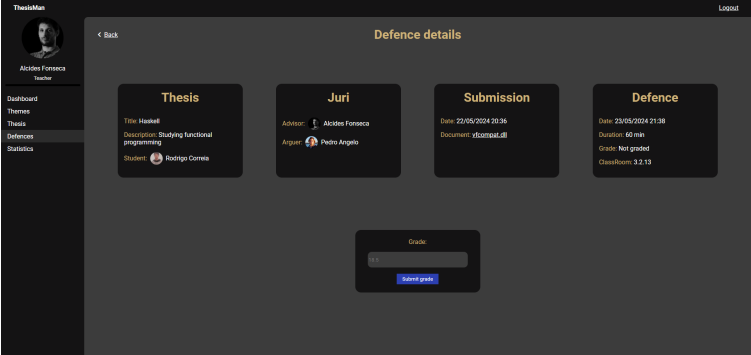 ThesisMan
Logout
Alcides Fonseca
Teacher
Dashboard
Themes
Thesis
Defences
Statistics
< Back
Defence details
Thesis
Title: Haskell
Description: Studying functional
programming
Student: Rodrigo Correia
Juri
Advisor: Alcides Fonseca
Arguer: Pedro Angelo
Submission
Date: 22/05/2024 20:36
Document: vfcompat.dll
Defence
Date: 23/05/2024 21:38
Duration: 60 min
Grade: Not graded
ClassRoom: 3.2.13
Grade:
Submit grade